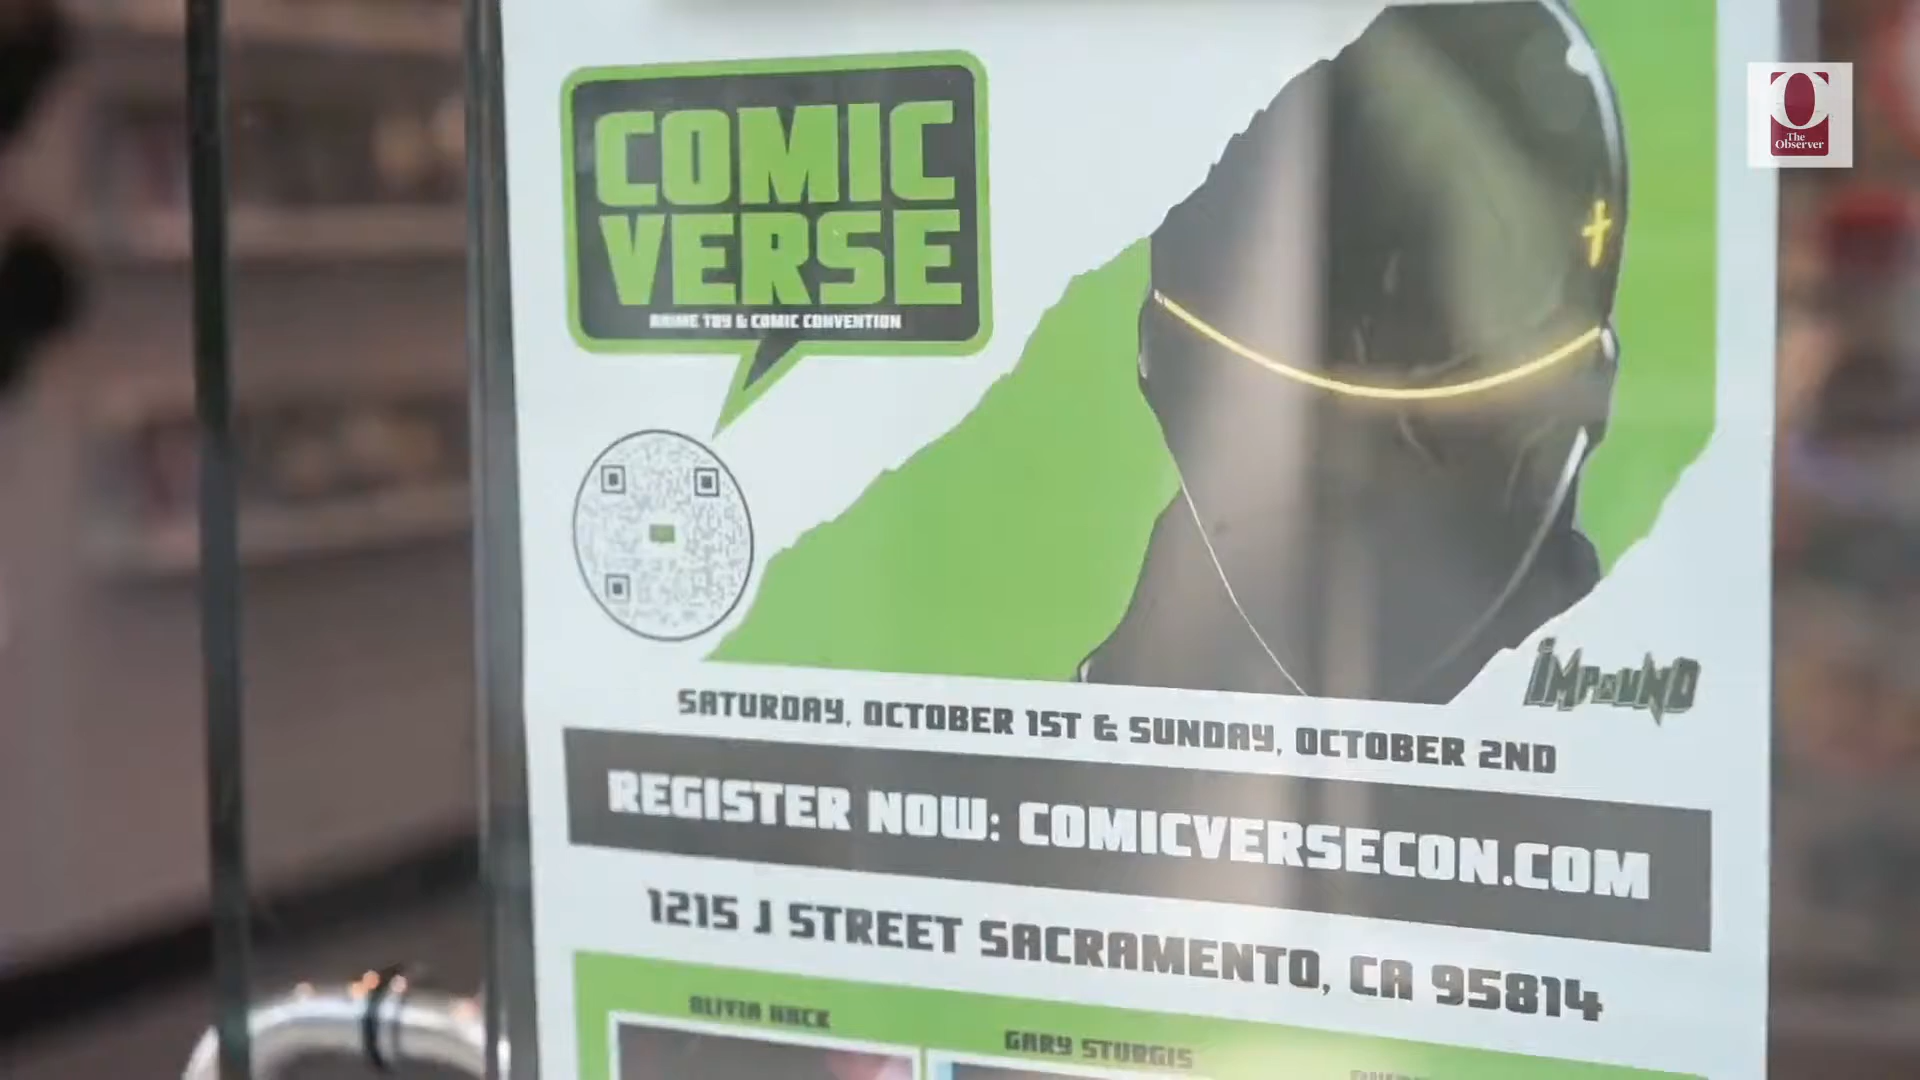 The
Observer
COMIC
VERSE
ANIME TOY & COMIC CONVENTION
IMPOUND
SATURDAY, OCTOBER 1ST & SUNDAY, OCTOBER 2ND
REGISTER NOW: COMICVERSECON.COM
1215 J STREET SACRAMENTO, CA 95814
OLIVIA HACK
GARY STURGIS